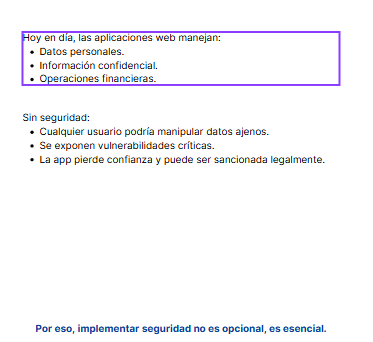 Hoy en día, las aplicaciones web manejan:
• Datos personales.
• Información confidencial.
• Operaciones financieras.
Sin seguridad:
• Cualquier usuario podría manipular datos ajenos.
• Se exponen vulnerabilidades críticas.
• La app pierde confianza y puede ser sancionada legalmente.
Por eso, implementar seguridad no es opcional, es esencial.